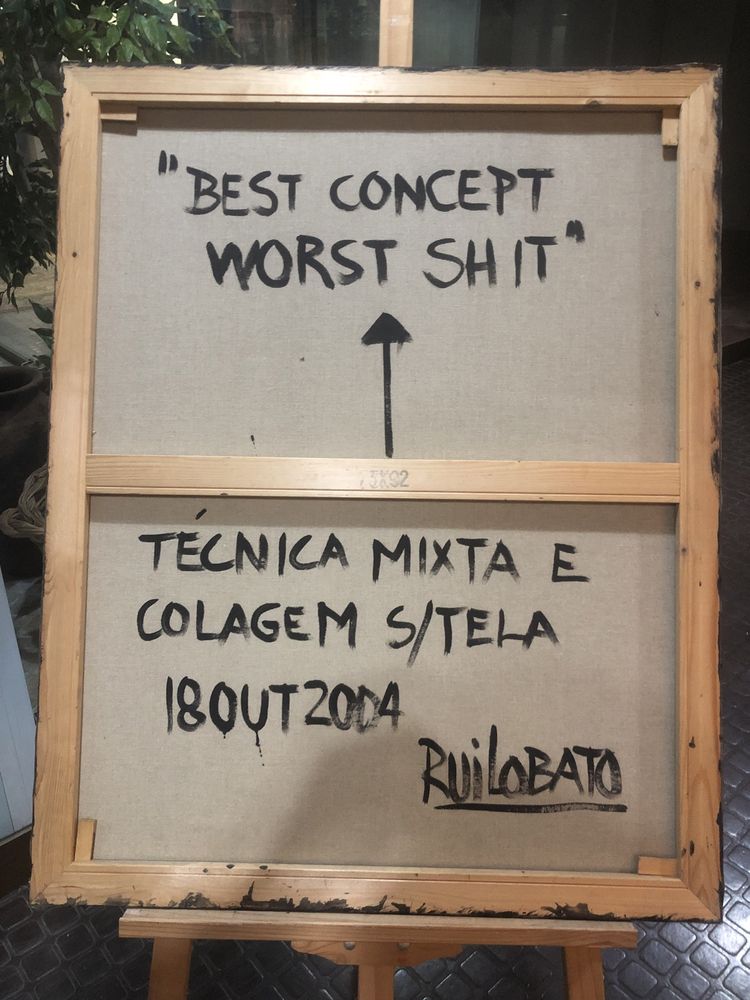 "BEST CONCEPT
WORST SHIT"
TÉCNICA MIXTA E
COLAGEM S/TELA
18OUT2004
RUILOBATO